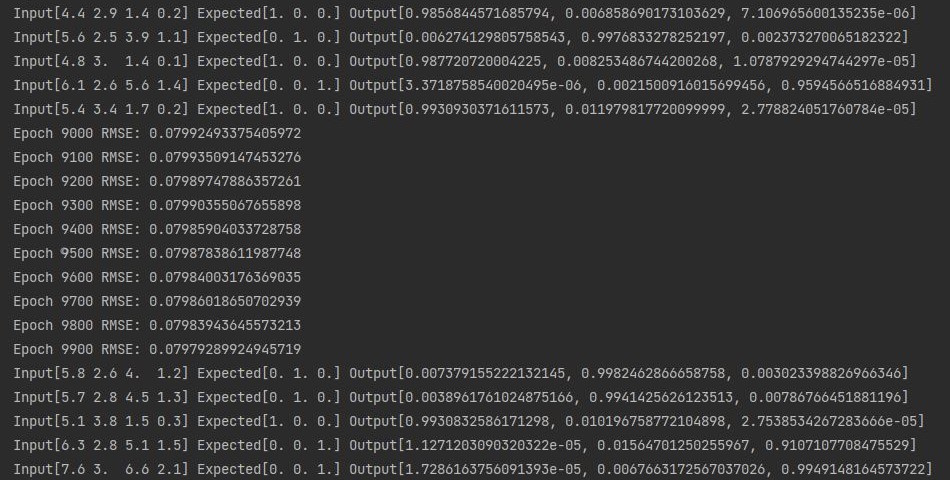 Input[4.4 2.9 1.4 0.2] Expected[1. 0. 0.] Output[0.9856844571685794, 0.006858690173103629, 7.106965600135235e-06]
Input[5.6 2.5 3.9 1.1] Expected[0. 1. 0.] Output[0.006274129805758543, 0.9976833278252197, 0.002373270065182322]
Input[4.8 3.  1.4 0.1] Expected[1. 0. 0.] Output[0.987720720004225, 0.008253486744200268, 1.0787929294744297e-05]
Input[6.1 2.6 5.6 1.4] Expected[0. 0. 1.] Output[3.3718758540020495e-06, 0.0021500916015699456, 0.9594566516884931]
Input[5.4 3.4 1.7 0.2] Expected[1. 0. 0.] Output[0.9930930371611573, 0.011979817720099999, 2.778824051760784e-05]
Epoch 9000 RMSE: 0.07992493375405972
Epoch 9100 RMSE: 0.07993509147453276
Epoch 9200 RMSE: 0.07989747886357261
Epoch 9300 RMSE: 0.07990355067655898
Epoch 9400 RMSE: 0.07985904033728758
Epoch 9500 RMSE: 0.07987838611987748
Epoch 9600 RMSE: 0.07984003176369035
Epoch 9700 RMSE: 0.07986018650702939
Epoch 9800 RMSE: 0.07983943645573213
Epoch 9900 RMSE: 0.07979289924945719
Input[5.8 2.6 4.  1.2] Expected[0. 1. 0.] Output[0.007379155222132145, 0.9982462866658758, 0.003023398826966346]
Input[5.7 2.8 4.5 1.3] Expected[0. 1. 0.] Output[0.0038961761024875166, 0.9941425626123513, 0.00786766451881196]
Input[5.1 3.8 1.5 0.3] Expected[1. 0. 0.] Output[0.9930832586171298, 0.010196758772104898, 2.7538534267283666e-05]
Input[6.3 2.8 5.1 1.5] Expected[0. 0. 1.] Output[1.1271203090320322e-05, 0.01564701250255967, 0.9107107708475529]
Input[7.6 3.  6.6 2.1] Expected[0. 0. 1.] Output[1.7286163756091393e-05, 0.0067663172567037026, 0.9949148164573722]